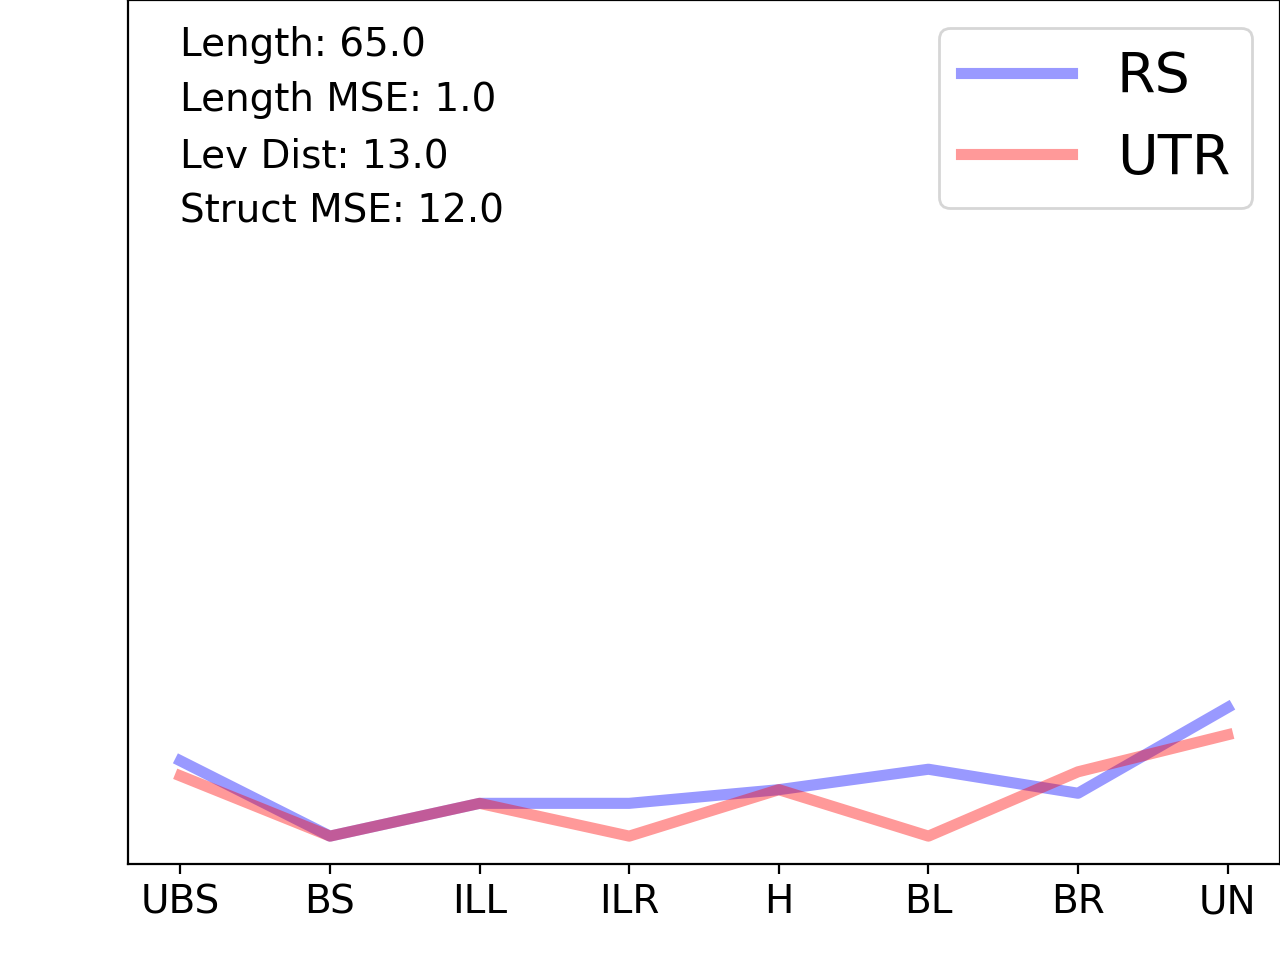 Length: 65.0
Length MSE: 1.0
Lev Dist: 13.0
Struct MSE: 12.0
RS
UTR
UBS BS ILL ILR H BL BR UN